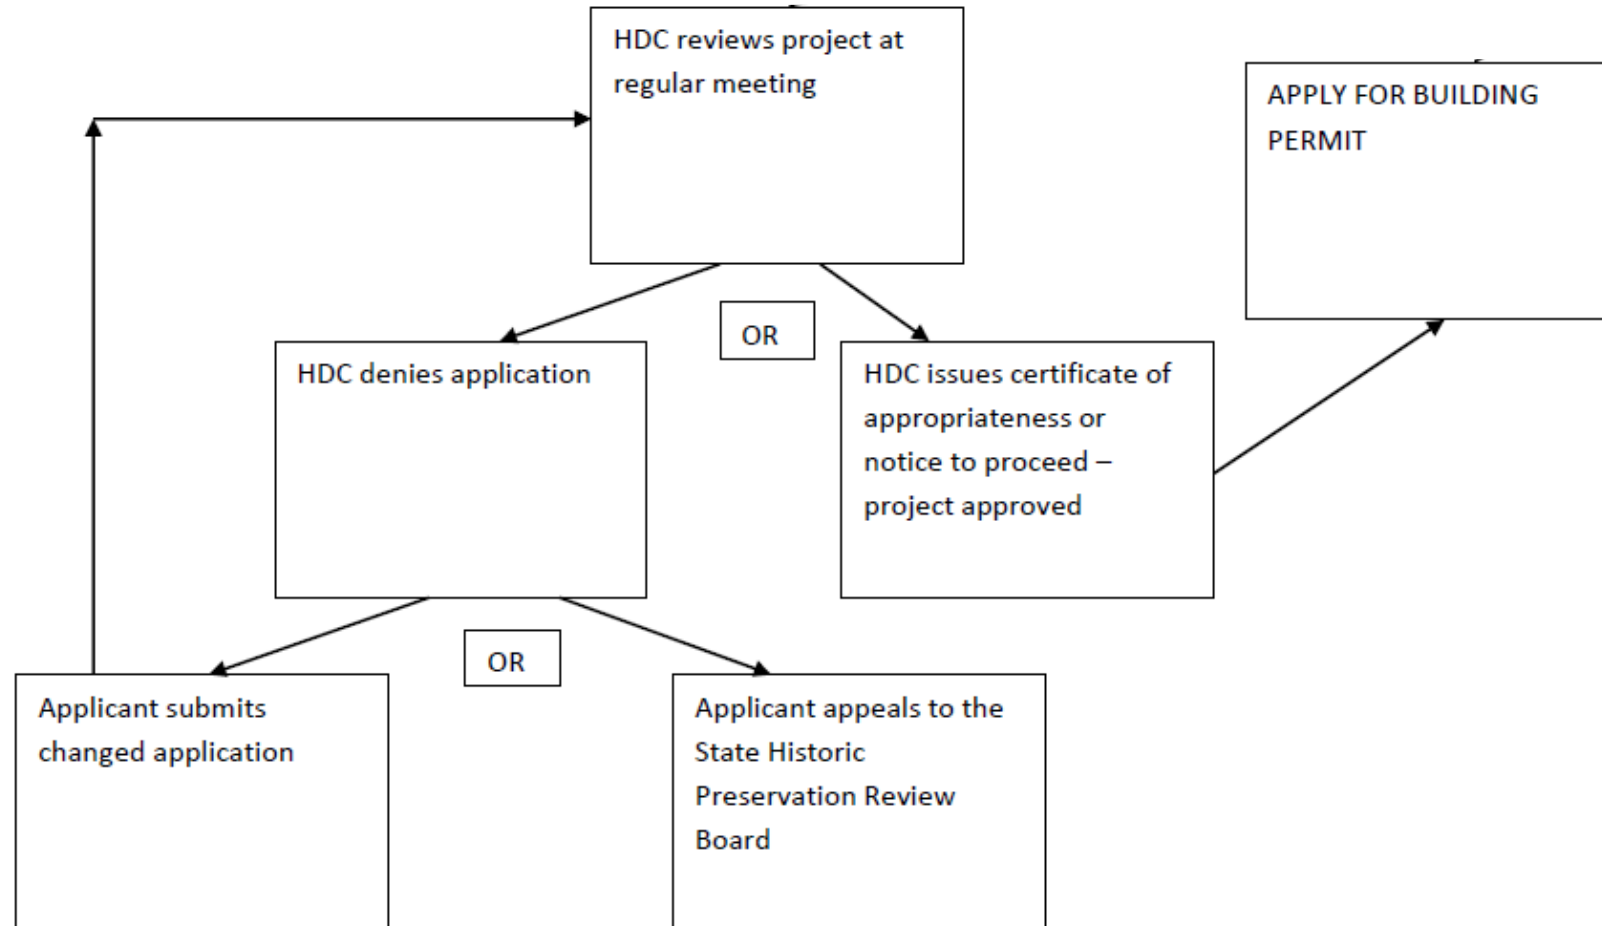 HDC reviews project at
regular meeting
APPLY FOR BUILDING
PERMIT
OR
HDC denies application
HDC issues certificate of
appropriateness or
notice to proceed –
project approved
OR
Applicant submits
changed application
Applicant appeals to the
State Historic
Preservation Review
Board